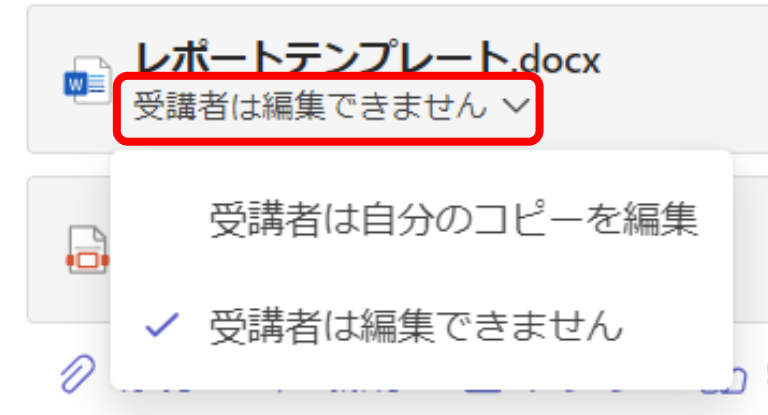 レポートテンプレート.docx
受講者は編集できません
受講者は自分のコピーを編集
受講者は編集できません